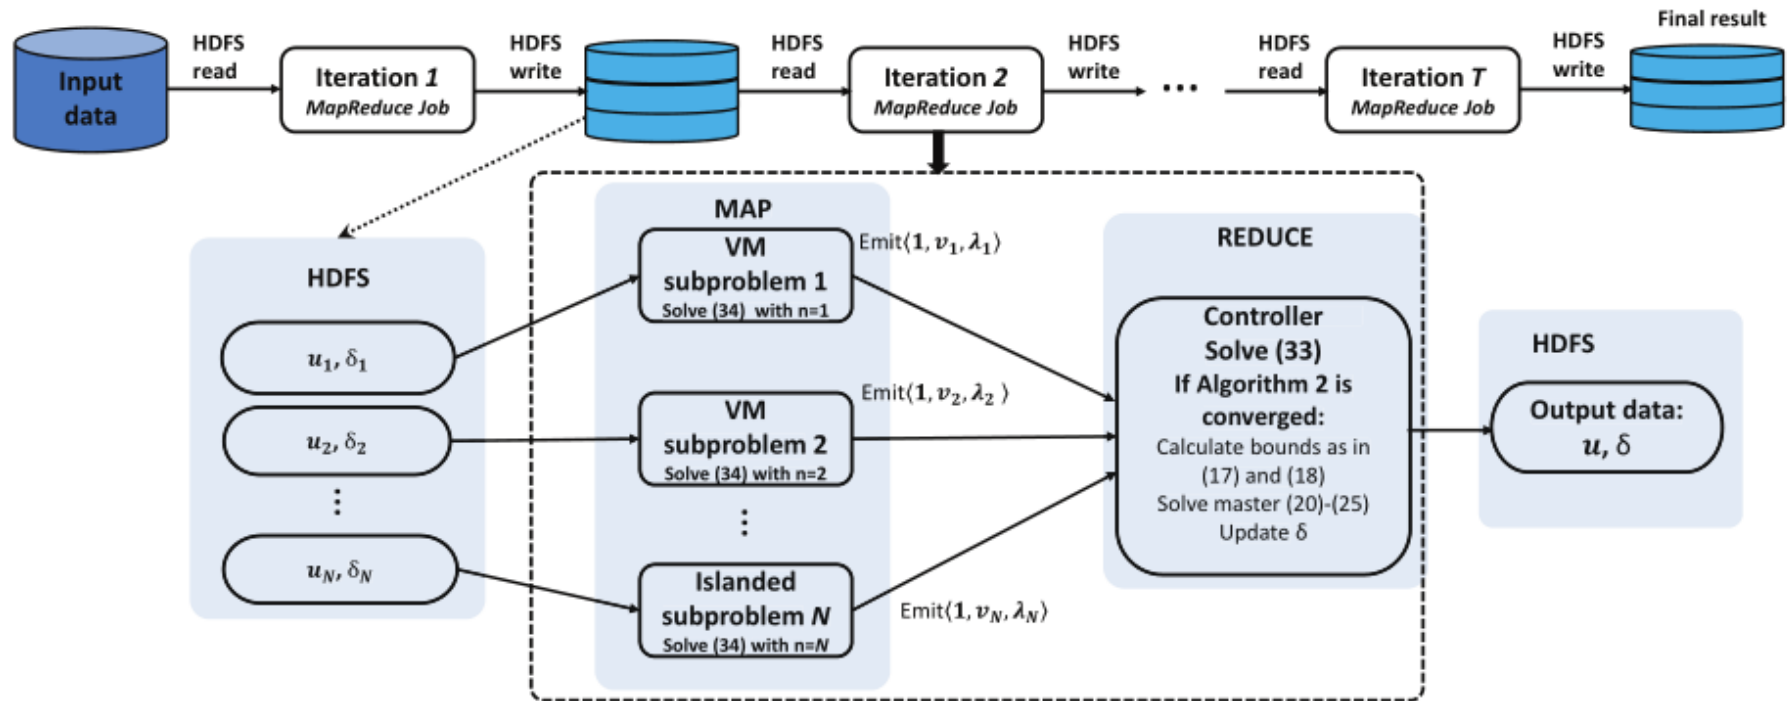 Final result
Input
data
HDFS
read
Iteration 1
MapReduce Job
HDFS
write
HDFS
read
Iteration 2
MapReduce Job
HDFS
write
...
HDFS
read
Iteration T
MapReduce Job
HDFS
write
HDFS
u₁, δ₁
u₂, δ₂
⋮
u_N, δ_N
MAP
VM
subproblem 1
Solve (34) with n=1
VM
subproblem 2
Solve (34) with n=2
⋮
Islanded
subproblem N
Solve (34) with n=N
Emit⟨1, v₁, λ₁⟩
Emit⟨1, v₂, λ₂ ⟩
Emit⟨1, v_N, λ_N⟩
REDUCE
Controller
Solve (33)
If Algorithm 2 is
converged:
Calculate bounds as in
(17) and (18)
Solve master (20)-(25)
Update δ
HDFS
Output data:
u, δ